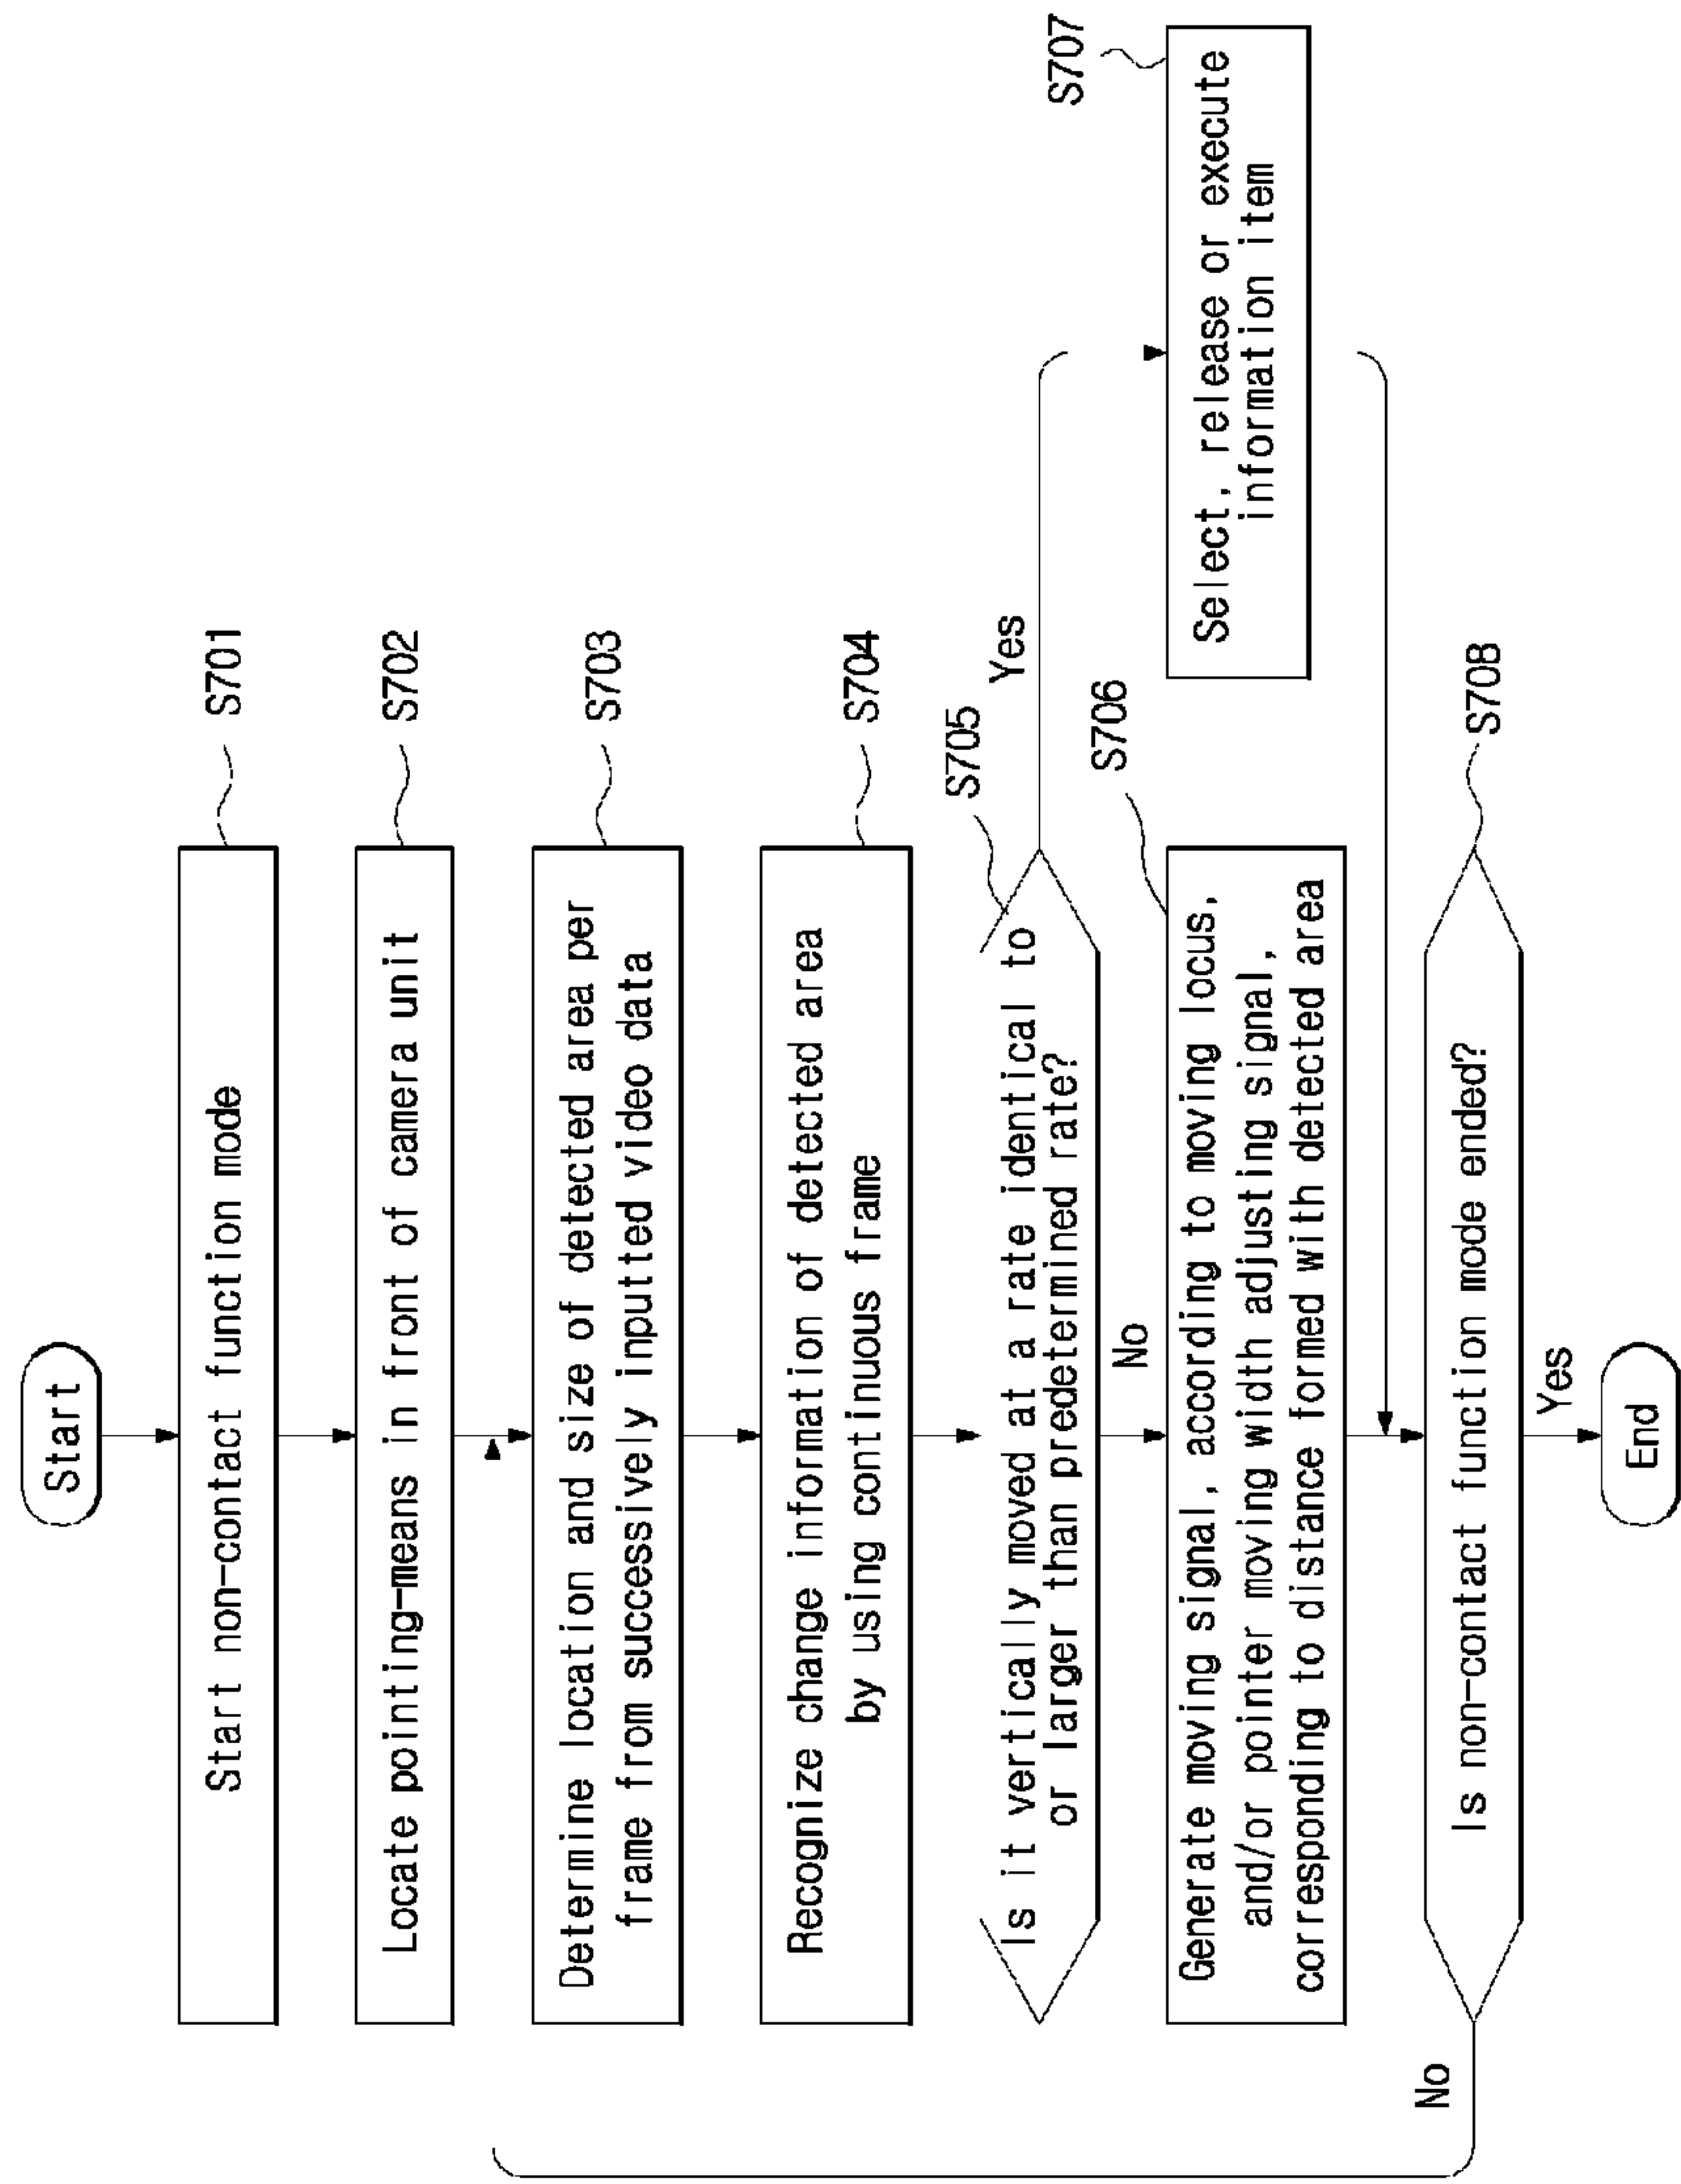 Start
Start non-contact function mode
S701
Locate pointing-means in front of camera unit
S702
Determine location and size of detected area per
frame from successively inputted video data
S703
Recognize change information of detected area
by using continuous frame
S704
Is it vertically moved at a rate identical to
or larger than predetermined rate?
S705
Yes
No
Generate moving signal, according to moving locus,
and/or pointer moving width adjusting signal,
corresponding to distance formed with detected area
S706
Select, release or execute
information item
S707
Is non-contact function mode ended?
S708
No
Yes
End